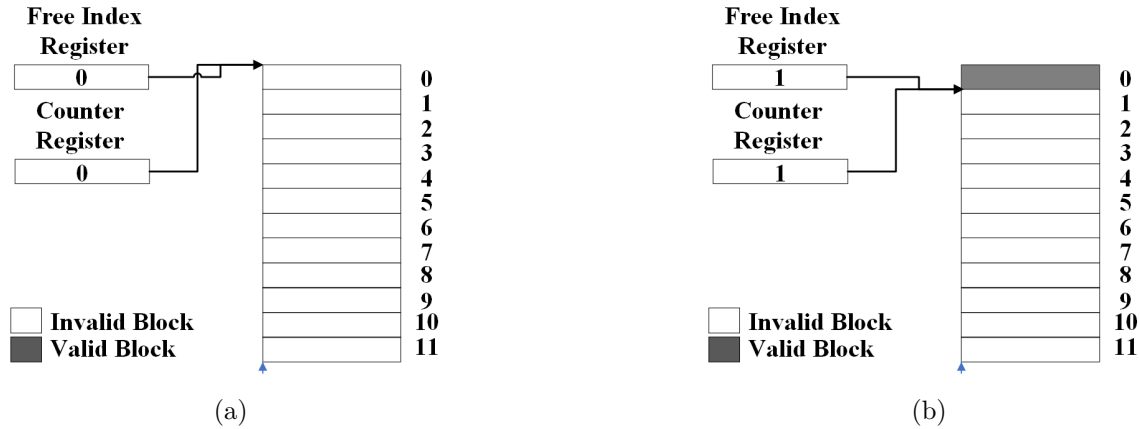 Free Index
Register
0
Counter
Register
0
0
1
2
3
4
5
6
7
8
9
10
11
Invalid Block
Valid Block
(a)
Free Index
Register
1
Counter
Register
1
0
1
2
3
4
5
6
7
8
9
10
11
Invalid Block
Valid Block
(b)